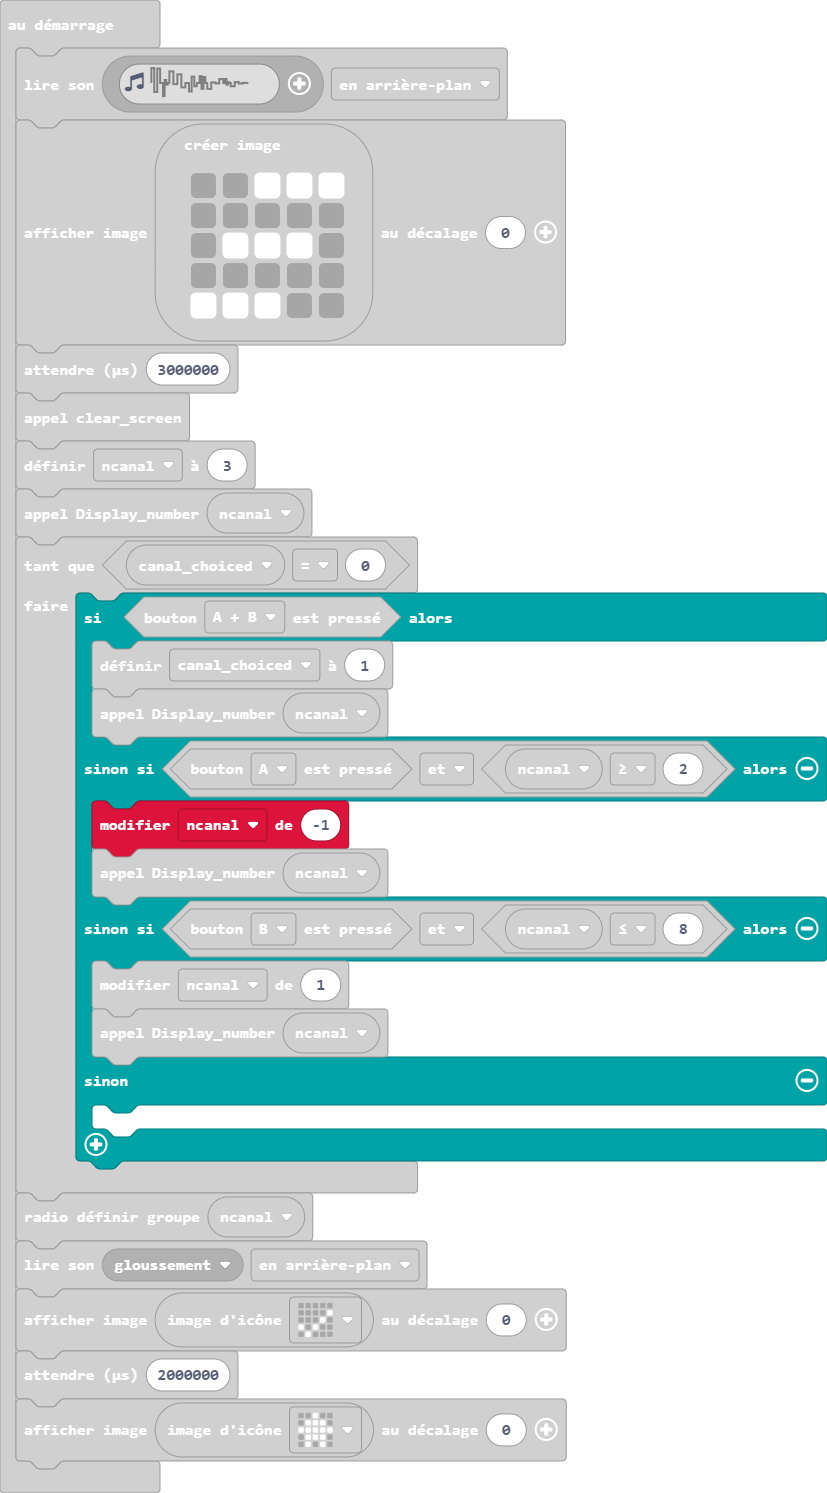 au démarrage
lire son en arrière-plan
créer image
afficher image au décalage 0
attendre (µs) 3000000
appel clear_screen
définir ncanal à 3
appel Display_number ncanal
tant que canal_choiced = 0
faire
si bouton A + B est pressé alors
définir canal_choiced à 1
appel Display_number ncanal
sinon si bouton A est pressé et ncanal ≥ 2 alors
modifier ncanal de -1
appel Display_number ncanal
sinon si bouton B est pressé et ncanal ≤ 8 alors
modifier ncanal de 1
appel Display_number ncanal
sinon
radio définir groupe ncanal
lire son gloussement en arrière-plan
afficher image image d'icône au décalage 0
attendre (µs) 2000000
afficher image image d'icône au décalage 0